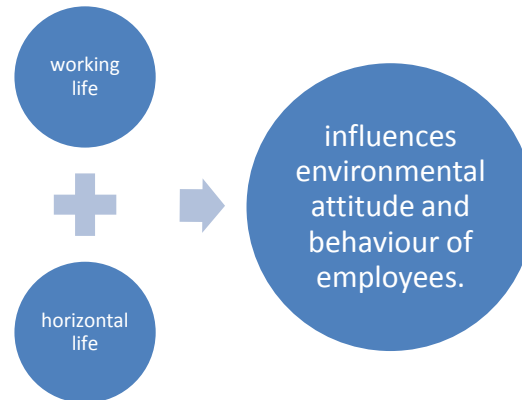 working
life
horizontal
life
influences
environmental
attitude and
behaviour of
employees.